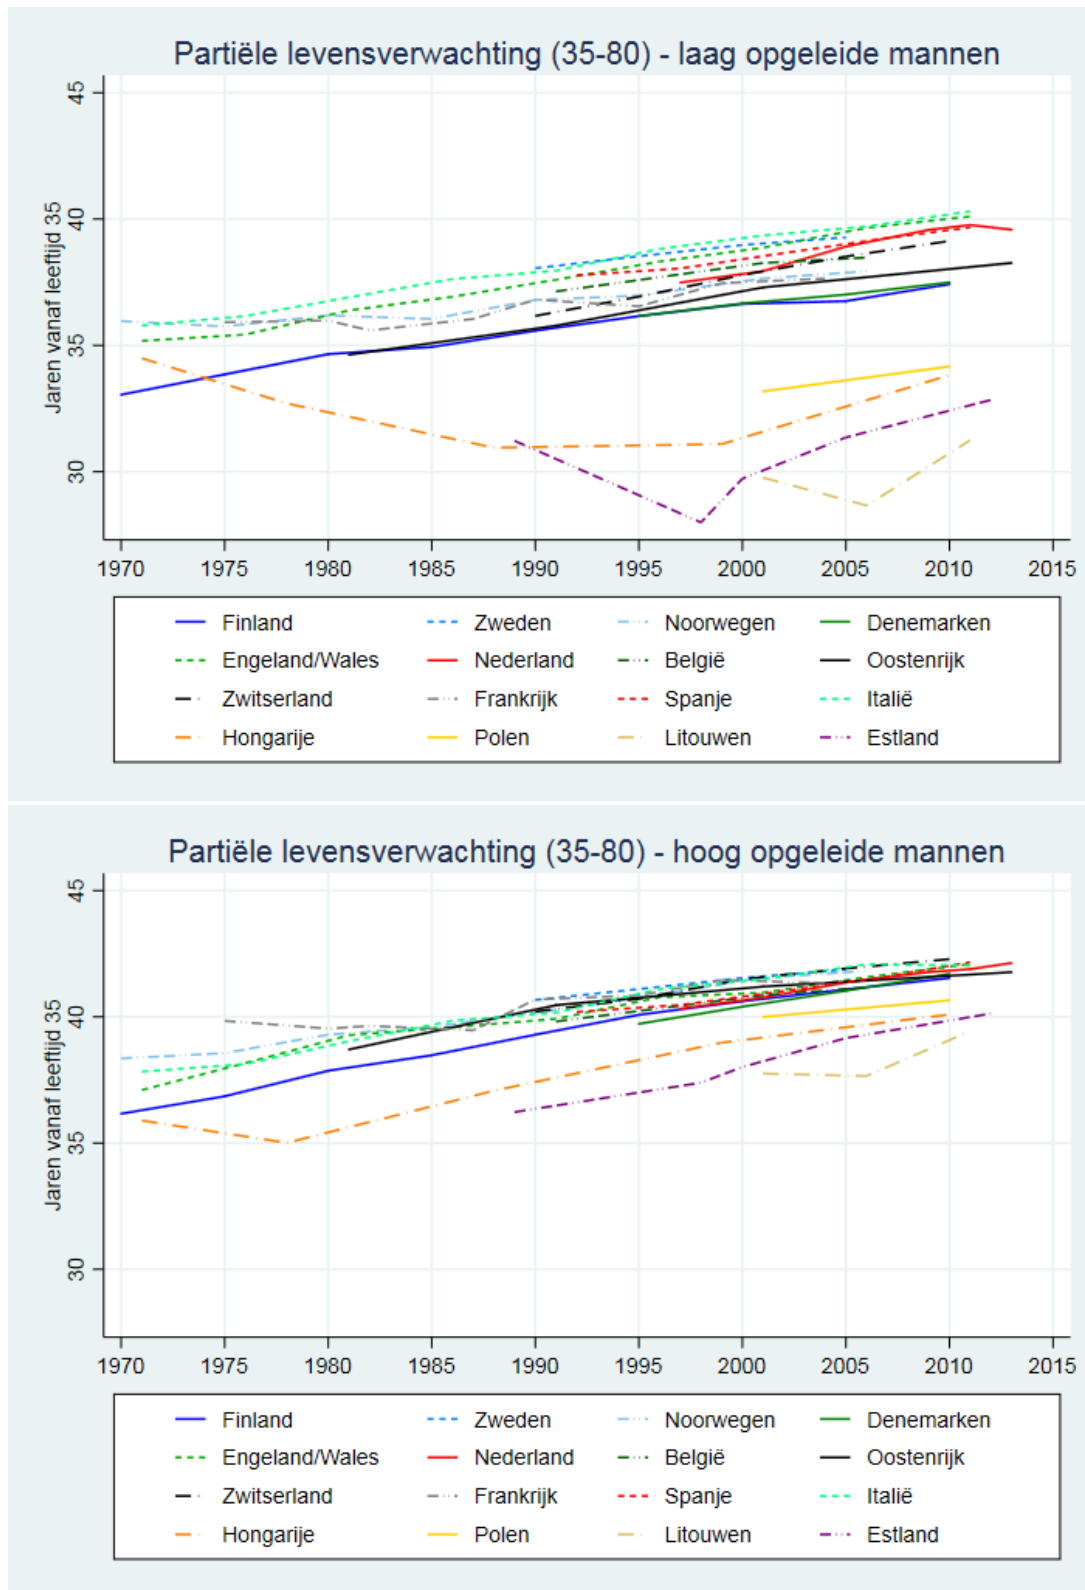 Partiële levensverwachting (35-80) - laag opgeleide mannen
Jaren vanaf leeftijd 35
45
40
35
30
1970 1975 1980 1985 1990 1995 2000 2005 2010 2015
Finland Zweden Noorwegen Denemarken
Engeland/Wales Nederland België Oostenrijk
Zwitserland Frankrijk Spanje Italië
Hongarije Polen Litouwen Estland
Partiële levensverwachting (35-80) - hoog opgeleide mannen
Jaren vanaf leeftijd 35
45
40
35
30
1970 1975 1980 1985 1990 1995 2000 2005 2010 2015
Finland Zweden Noorwegen Denemarken
Engeland/Wales Nederland België Oostenrijk
Zwitserland Frankrijk Spanje Italië
Hongarije Polen Litouwen Estland